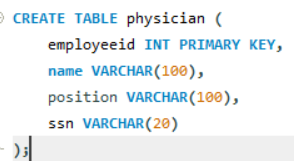 CREATE TABLE physician (
employeeid INT PRIMARY KEY,
name VARCHAR(100),
position VARCHAR(100),
ssn VARCHAR(20)
);